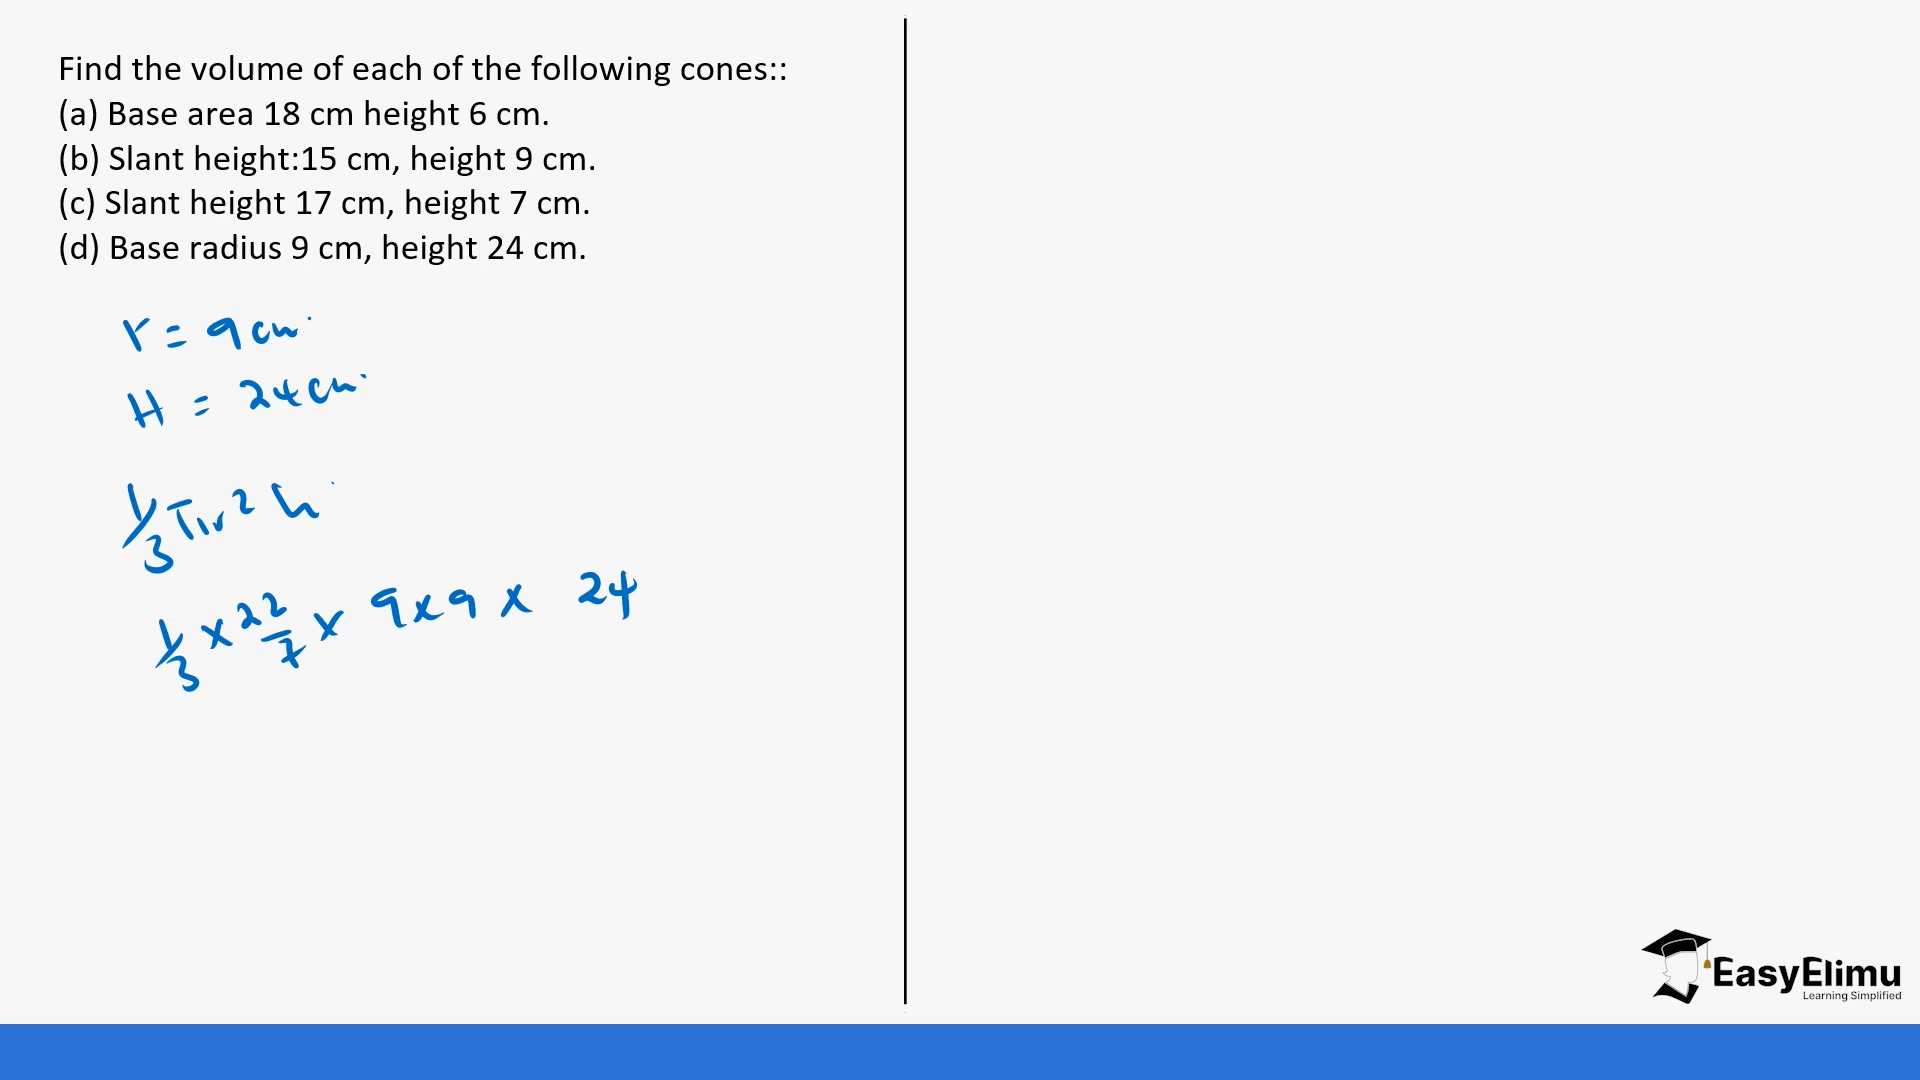 Find the volume of each of the following cones::
(a) Base area 18 cm height 6 cm.
(b) Slant height:15 cm, height 9 cm.
(c) Slant height 17 cm, height 7 cm.
(d) Base radius 9 cm, height 24 cm.
r = 9cm.
H = 24cm.
1/3 πr² h
1/3 x 22/7 x 9x9 x 24
EasyElimu
Learning Simplified